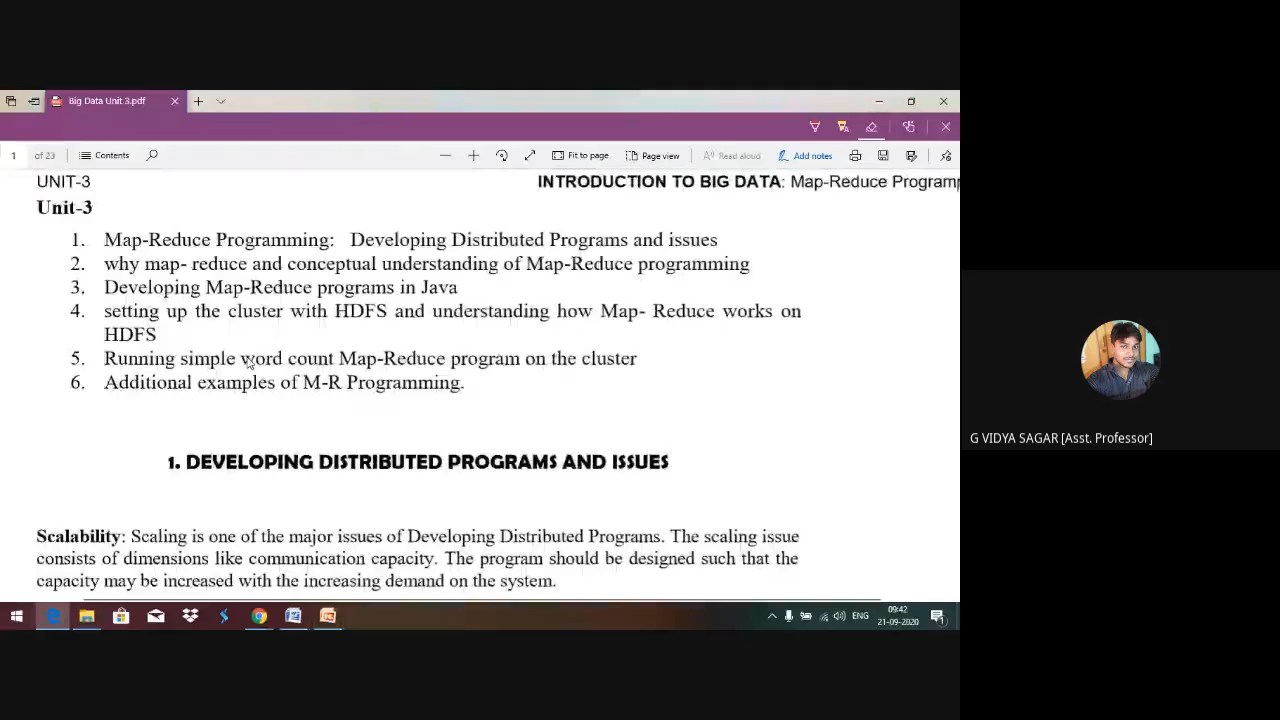 Big Data Unit 3.pdf
1 of 23 Contents Fit to page Page view Read aloud Add notes
UNIT-3 INTRODUCTION TO BIG DATA: Map-Reduce Program
Unit-3
1. Map-Reduce Programming: Developing Distributed Programs and issues
2. why map- reduce and conceptual understanding of Map-Reduce programming
3. Developing Map-Reduce programs in Java
4. setting up the cluster with HDFS and understanding how Map- Reduce works on
HDFS
5. Running simple word count Map-Reduce program on the cluster
6. Additional examples of M-R Programming.
1. DEVELOPING DISTRIBUTED PROGRAMS AND ISSUES
Scalability: Scaling is one of the major issues of Developing Distributed Programs. The scaling issue
consists of dimensions like communication capacity. The program should be designed such that the
capacity may be increased with the increasing demand on the system.
ENG 09:42
21-09-2020
G VIDYA SAGAR [Asst. Professor]